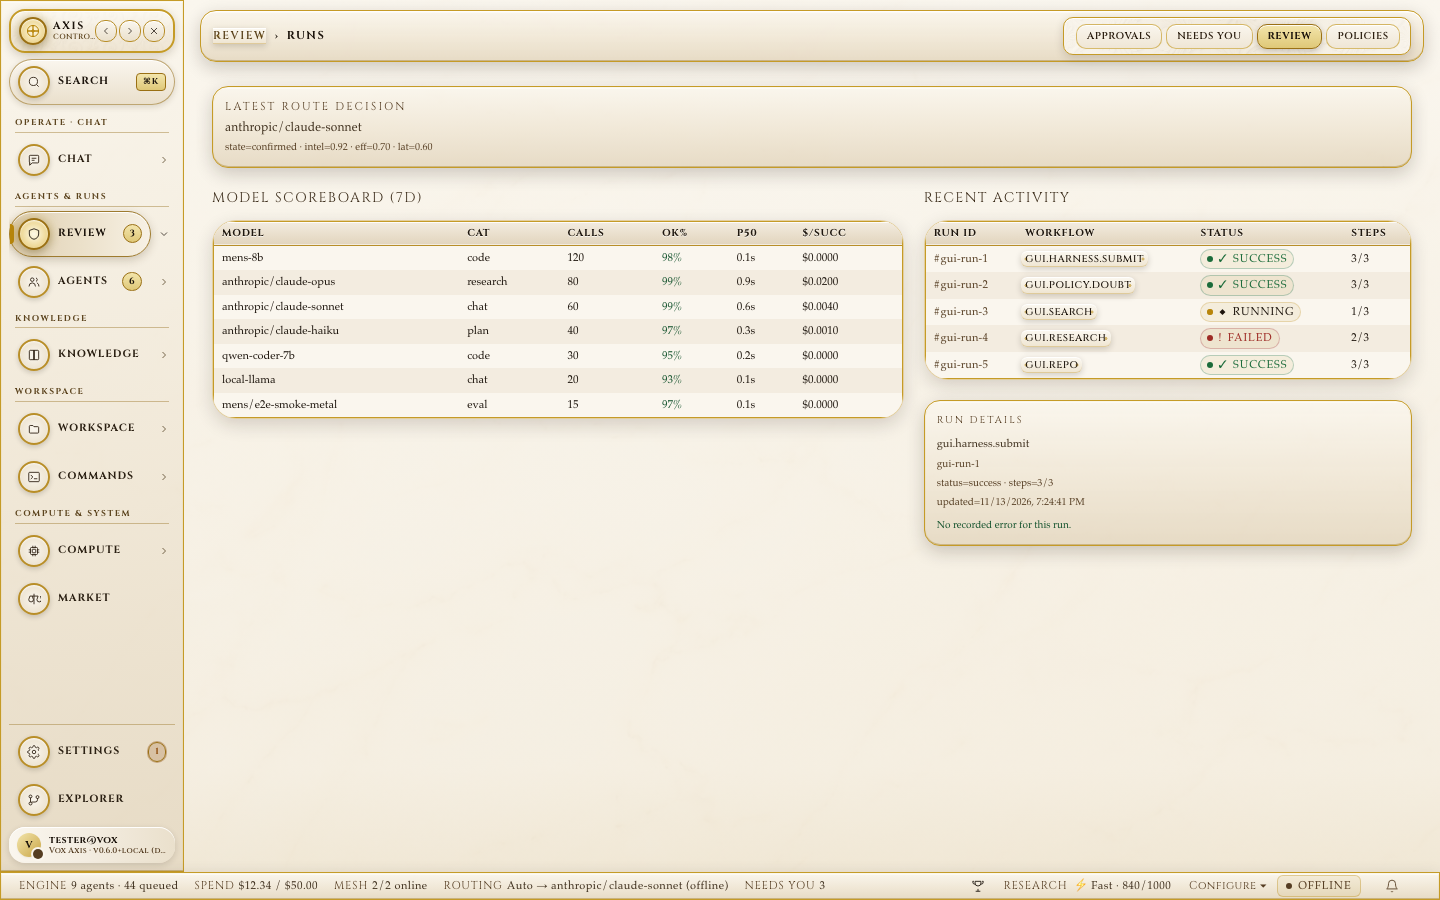 AXIS
CONTRO...
SEARCH
⌘K
OPERATE · CHAT
CHAT
AGENTS & RUNS
REVIEW
3
AGENTS
6
KNOWLEDGE
KNOWLEDGE
WORKSPACE
WORKSPACE
COMMANDS
COMPUTE & SYSTEM
COMPUTE
MARKET
SETTINGS
1
EXPLORER
V
TESTER@VOX
VOX AXIS · V0.6.0+LOCAL (D...
REVIEW › RUNS
APPROVALS
NEEDS YOU
REVIEW
POLICIES
LATEST ROUTE DECISION
anthropic/claude-sonnet
state=confirmed · intel=0.92 · eff=0.70 · lat=0.60
MODEL SCOREBOARD (7D)
MODEL CAT CALLS OK% P50 $/SUCC
mens-8b code 120 98% 0.1s $0.0000
anthropic/claude-opus research 80 99% 0.9s $0.0200
anthropic/claude-sonnet chat 60 99% 0.6s $0.0040
anthropic/claude-haiku plan 40 97% 0.3s $0.0010
qwen-coder-7b code 30 95% 0.2s $0.0000
local-llama chat 20 93% 0.1s $0.0000
mens/e2e-smoke-metal eval 15 97% 0.1s $0.0000
RECENT ACTIVITY
RUN ID WORKFLOW STATUS STEPS
#gui-run-1 GUI.HARNESS.SUBMIT ✓ SUCCESS 3/3
#gui-run-2 GUI.POLICY.DOUBT ✓ SUCCESS 3/3
#gui-run-3 GUI.SEARCH ◆ RUNNING 1/3
#gui-run-4 GUI.RESEARCH ! FAILED 2/3
#gui-run-5 GUI.REPO ✓ SUCCESS 3/3
RUN DETAILS
gui.harness.submit
gui-run-1
status=success · steps=3/3
updated=11/13/2026, 7:24:41 PM
No recorded error for this run.
ENGINE 9 agents · 44 queued SPEND $12.34 / $50.00 MESH 2/2 online ROUTING Auto → anthropic/claude-sonnet (offline) NEEDS YOU 3 RESEARCH ⚡ Fast · 840/1000 CONFIGURE ▾ OFFLINE